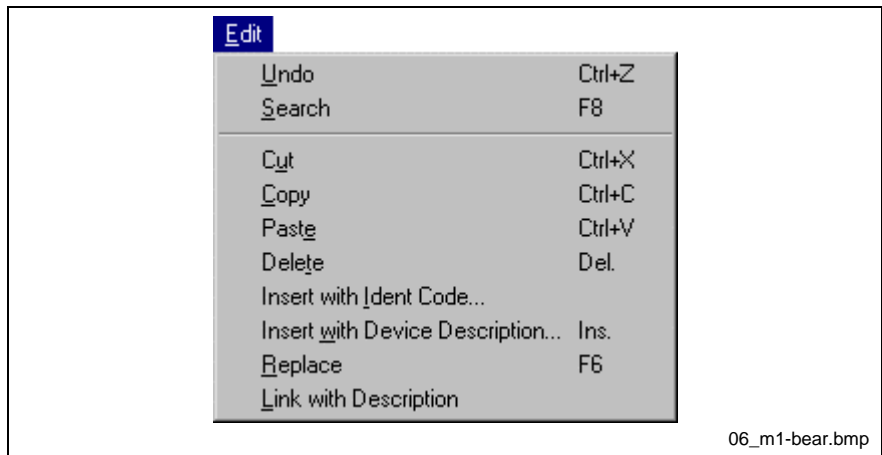 Edit
Undo Ctrl+Z
Search F8
Cut Ctrl+X
Copy Ctrl+C
Paste Ctrl+V
Delete Del.
Insert with Ident Code...
Insert with Device Description... Ins.
Replace F6
Link with Description
06_m1-bear.bmp